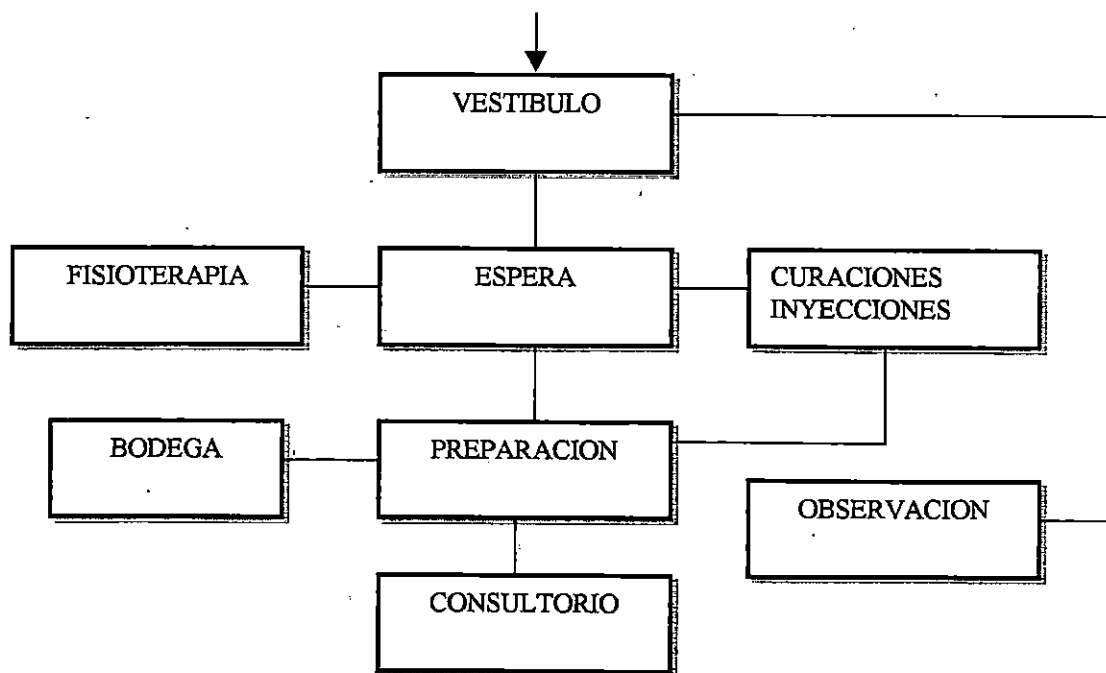 VESTIBULO
FISIOTERAPIA
ESPERA
CURACIONES
INYECCIONES
BODEGA
PREPARACION
OBSERVACION
CONSULTORIO